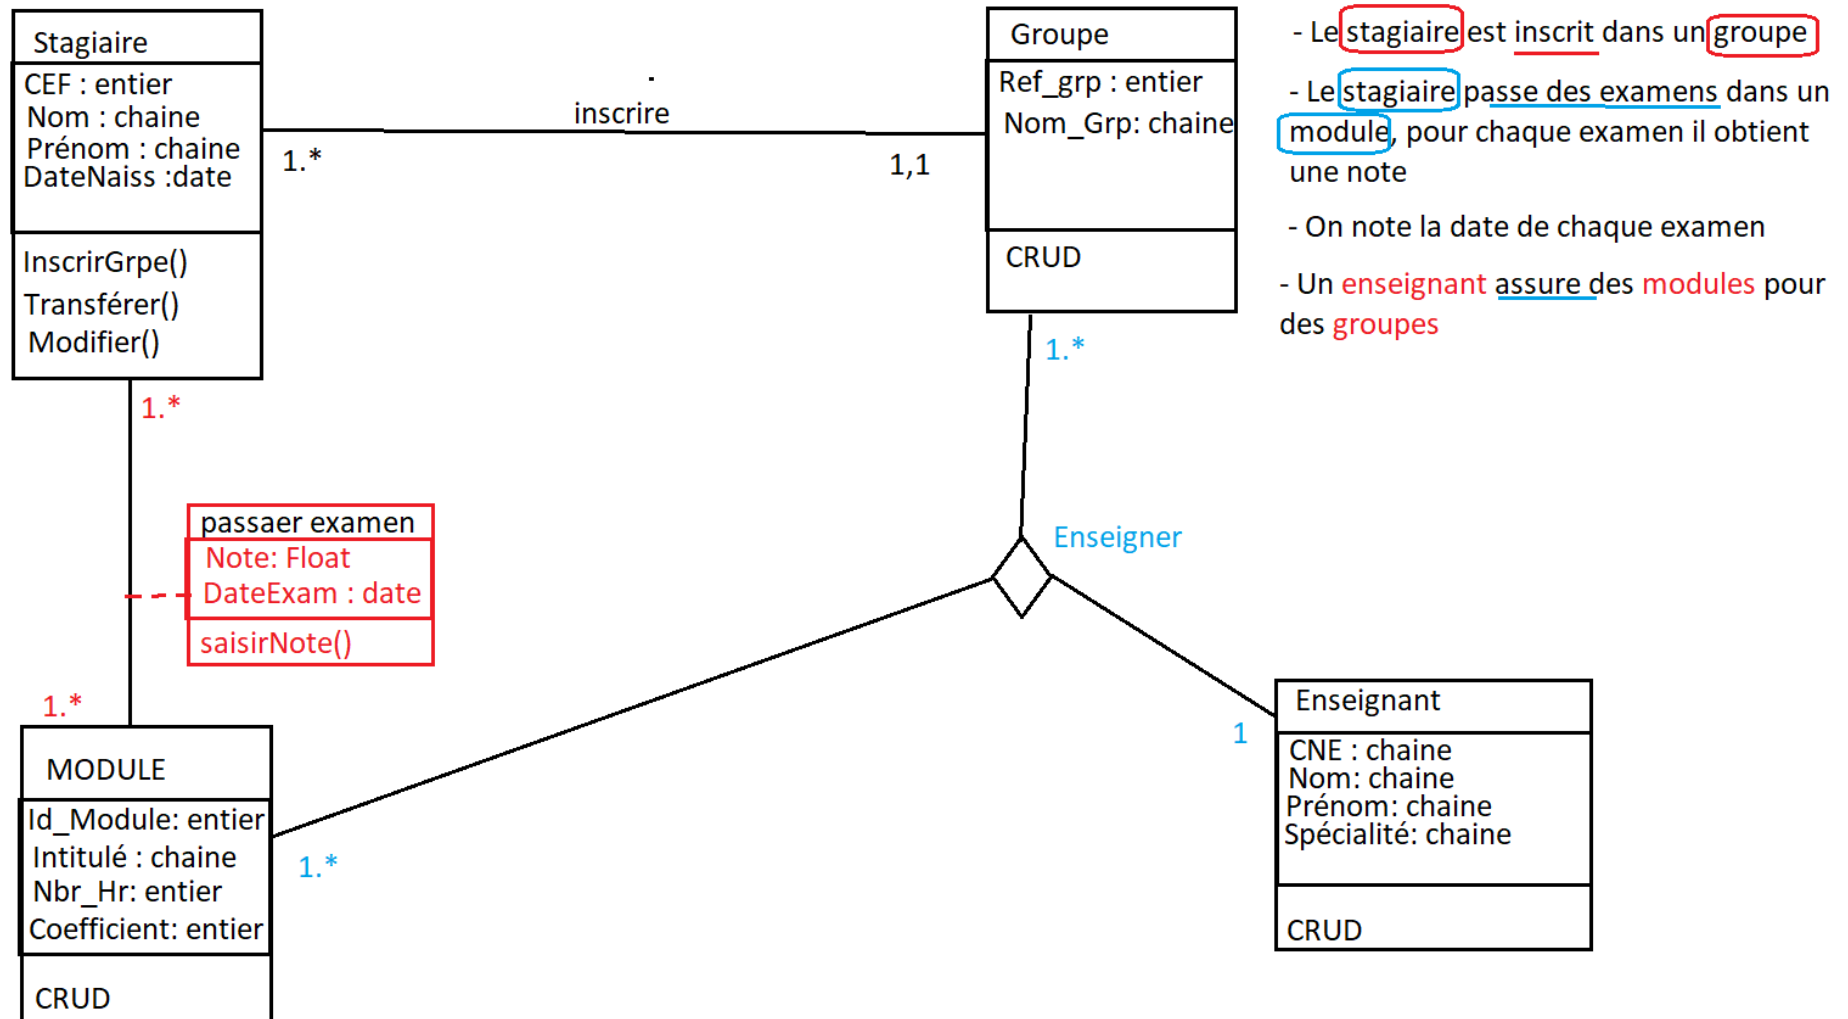 Stagiaire
CEF : entier
Nom : chaine
Prénom : chaine
DateNaiss :date
InscrirGrpe()
Transférer()
Modifier()
inscrire
1.*
1,1
Groupe
Ref_grp : entier
Nom_Grp: chaine
CRUD
- Le stagiaire est inscrit dans un groupe
- Le stagiaire passe des examens dans un
module, pour chaque examen il obtient
une note
- On note la date de chaque examen
- Un enseignant assure des modules pour
des groupes
1.*
1.*
passaer examen
Note: Float
DateExam : date
saisirNote()
Enseigner
1.*
MODULE
Id_Module: entier
Intitulé : chaine
Nbr_Hr: entier
Coefficient: entier
CRUD
1.*
1
Enseignant
CNE : chaine
Nom: chaine
Prénom: chaine
Spécialité: chaine
CRUD